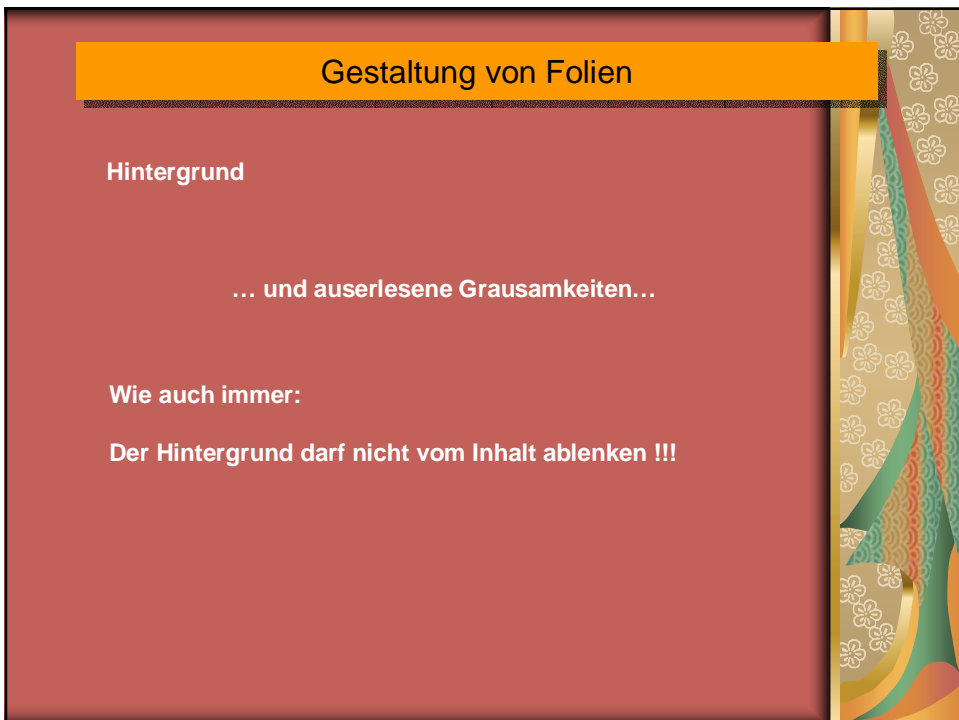 Gestaltung von Folien
Hintergrund
… und auserlesene Grausamkeiten…
Wie auch immer:
Der Hintergrund darf nicht vom Inhalt ablenken !!!